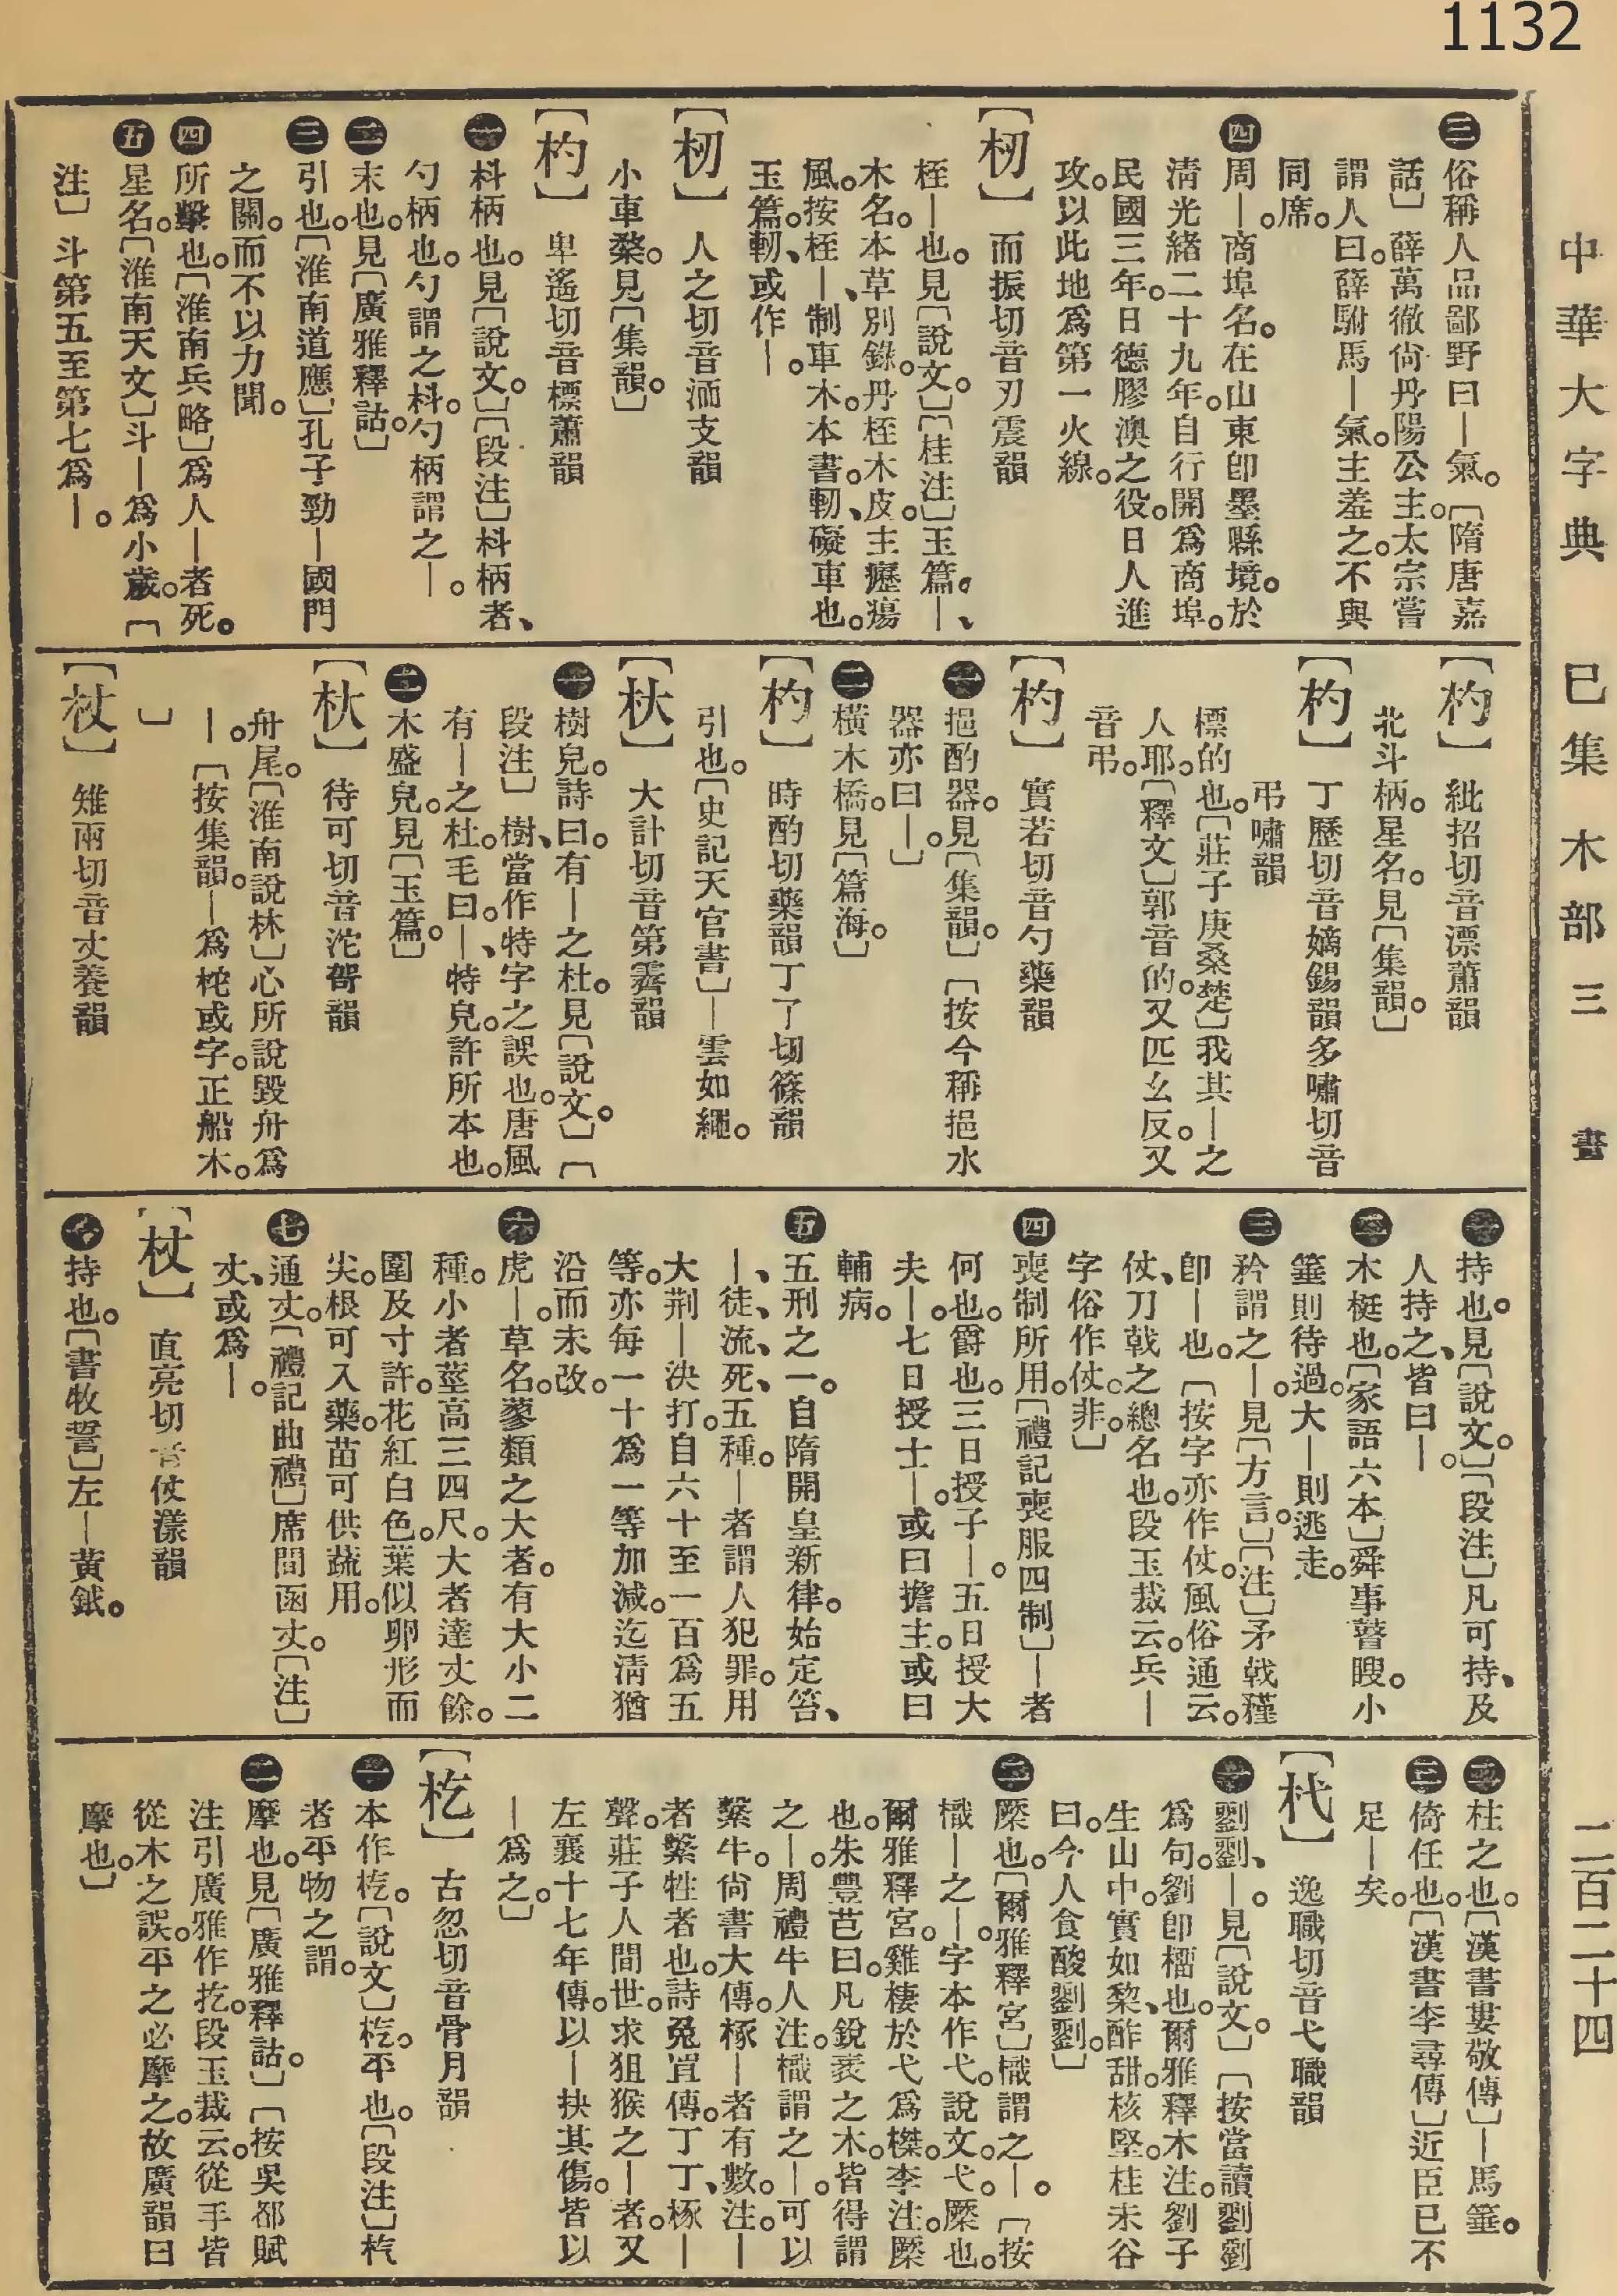 1132
中華大字典　巳集　木部　三　畫　二百二十四
㊂俗稱人品鄙野曰―氣。〔隋唐嘉
話〕薛萬徹尙丹陽公主。太宗嘗
謂人曰。薛駙馬―氣。主羞之。不與
同席。
㊃周―。商埠名。在山東卽墨縣境。於
淸光緒二十九年。自行開爲商埠。
民國三年。日德膠澳之役。日人進
攻。以此地爲第一火線。
〔杒〕而振切音刃震韻
桎―也。見〔說文。〕〔桂注〕玉篇。―、
木名。本草別錄。丹桎木皮。主癧瘍
風。按桎―、制車木。本書。軔、礙車也。
玉篇。軔、或作―。
〔杒〕人之切音洏支韻
小車楘。見〔集韻。〕
〔杓〕卑遙切音標蕭韻
㊀枓柄也。見〔說文。〕〔段注〕枓柄者、
勺柄也。勺謂之枓。勺柄謂之―。
㊁末也。見〔廣雅釋詁。〕
㊂引也。〔淮南道應〕孔子勁―國門
之關。而不以力聞。
㊃所擊也。〔淮南兵略〕爲人―者死。
㊄星名。〔淮南天文〕斗―爲小歲。〔
注〕斗第五至第七爲―。
〔杓〕紕招切音漂蕭韻
北斗柄。星名。見〔集韻。〕
〔杓〕丁歷切音嫡錫韻多嘯切音
弔嘯韻
標的也。〔莊子庚桑楚〕我其―之
人耶。〔釋文〕郭音的。又匹幺反。又
音弔。
〔杓〕實若切音勺藥韻
㊀挹酌器。見〔集韻。〕〔按今稱挹水
器亦曰―。〕
㊁橫木橋。見〔篇海。〕
〔杓〕時酌切藥韻丁了切篠韻
引也。〔史記天官書〕―雲如繩。
〔杕〕大計切音第霽韻
㊀樹皃。詩曰。有―之杜。見〔說文。〕〔
段注〕樹、當作特字之誤也。唐風
有―之杜。毛曰。―、特皃。許所本也。
㊁木盛皃。見〔玉篇。〕
〔杕〕待可切音沱哿韻
舟尾。〔淮南說林〕心所說毀舟爲
―。〔按集韻。―爲柁或字。正船木。
〕
〔杖〕雉兩切音丈養韻
㊀持也。見〔說文。〕〔段注〕凡可持、及
人持之、皆曰―。
㊁木梃也。〔家語六本〕舜事瞽瞍。小
箠則待過。大―則逃走。
㊂矜謂之―。見〔方言。〕〔注〕矛戟穜
卽―也。〔按字亦作仗。風俗通云。
仗、刀戟之總名也。段玉裁云。兵―
字俗作仗。非。〕
㊃喪制所用。〔禮記喪服四制〕―者
何也。爵也。三日授子―。五日授大
夫―。七日授士―。或曰擔主。或曰
輔病。
㊄五刑之一。自隋開皇新律。始定笞、
―、徒、流、死、五種。―者謂人犯罪。用
大荆―決打。自六十至一百爲五
等。亦每一十爲一等加減。迄淸猶
沿而未改。
㊅虎―。草名。蓼類之大者。有大小二
種。小者莖高三四尺。大者達丈餘。
圍及寸許。花紅白色。葉似卵形而
尖。根可入藥。苗可供蔬用。
㊆通丈。〔禮記曲禮〕席間函丈。〔注〕
丈、或爲―。
〔杖〕直亮切音仗漾韻
㊀持也。〔書牧誓〕左―黃鉞。
㊁柱之也。〔漢書婁敬傳〕―馬箠。
㊂倚任也。〔漢書李尋傳〕近臣已不
足―矣。
〔杙〕逸職切音弋職韻
㊀劉劉、―。見〔說文。〕〔按當讀劉劉
爲句。劉卽榴也。爾雅釋木注。劉子
生山中。實如棃、酢甜。核堅。桂未谷
曰。今人食酸劉劉。〕
㊁橜也。〔爾雅釋宮〕樴謂之―。〔按
樴―之―。字本作弋。說文。弋。橜也。
爾雅釋宮。雞棲於弋爲榤。李注。橜
也。朱豐芑曰。凡銳衺之木。皆得謂
之―。周禮牛人注。樴謂之―。可以
繫牛。尙書大傳。椓―者有數。注。―
者繫牲者也。詩兔罝傳。丁丁、椓―
聲。莊子人間世。求狙猴之―者。又
左襄十七年傳。以―抉其傷。皆以
―爲之。〕
〔杚〕古忽切音骨月韻
㊀本作杚。〔說文〕杚。平也。〔段注〕杚
者平物之謂。
㊁摩也。見〔廣雅釋詁。〕〔按吳都賦
注引廣雅作扢。段玉裁云。從手皆
從木之誤。平之必摩之。故廣韻曰
摩也。〕